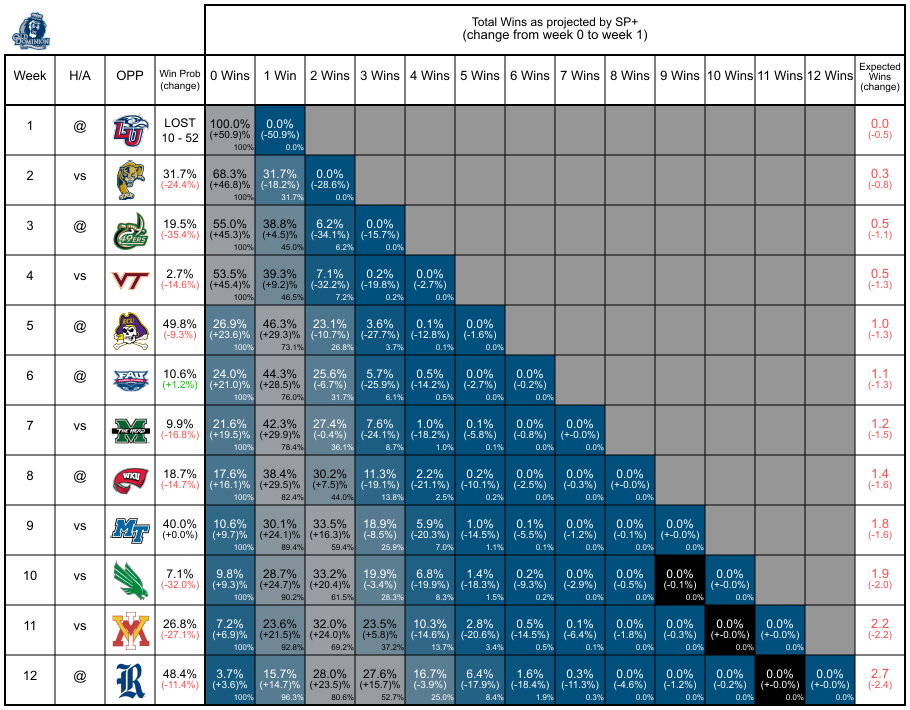 OLD DOMINION
Total Wins as projected by SP+
(change from week 0 to week 1)
Week H/A OPP Win Prob (change) 0 Wins 1 Win 2 Wins 3 Wins 4 Wins 5 Wins 6 Wins 7 Wins 8 Wins 9 Wins 10 Wins 11 Wins 12 Wins Expected Wins (change)
1 @ LU LOST 100.0% 0.0% 0.0
10 - 52 (+50.9)% (-50.9%) (-0.5)
100% 0.0%
2 vs 31.7% 68.3% 31.7% 0.0% 0.3
(-24.4%) (+46.8)% (-18.2%) (-28.6%) (-0.8)
100% 31.7% 0.0%
3 @ 49ERS 19.5% 55.0% 38.8% 6.2% 0.0% 0.5
(-35.4%) (+45.3)% (+4.5)% (-34.1%) (-15.7%) (-1.1)
100% 45.0% 6.2% 0.0%
4 vs VT 2.7% 53.5% 39.3% 7.1% 0.2% 0.0% 0.5
(-14.6%) (+45.4)% (+9.2)% (-32.2%) (-19.8%) (-2.7%) (-1.3)
100% 46.5% 7.2% 0.2% 0.0%
5 @ ECU 49.8% 26.9% 46.3% 23.1% 3.6% 0.1% 0.0% 1.0
(-9.3%) (+23.6)% (+29.3)% (-10.7%) (-27.7%) (-12.8%) (-1.6%) (-1.3)
100% 73.1% 26.8% 3.7% 0.1% 0.0%
6 @ FAU 10.6% 24.0% 44.3% 25.6% 5.7% 0.5% 0.0% 0.0% 1.1
(+1.2%) (+21.0)% (+28.5)% (-6.7%) (-25.9%) (-14.2%) (-2.7%) (-0.2%) (-1.3)
100% 76.0% 31.7% 6.1% 0.5% 0.0% 0.0%
7 vs M THE HERD 9.9% 21.6% 42.3% 27.4% 7.6% 1.0% 0.1% 0.0% 0.0% 1.2
(-16.8%) (+19.5)% (+29.9)% (-0.4%) (-24.1%) (-18.2%) (-5.8%) (-0.8%) (+-0.0%) (-1.5)
100% 78.4% 36.1% 8.7% 1.0% 0.1% 0.0% 0.0%
8 @ WKU 18.7% 17.6% 38.4% 30.2% 11.3% 2.2% 0.2% 0.0% 0.0% 0.0% 1.4
(-14.7%) (+16.1)% (+29.5)% (+7.5)% (-19.1%) (-21.1%) (-10.1%) (-2.5%) (-0.3%) (+-0.0%) (-1.6)
100% 82.4% 44.0% 13.8% 2.5% 0.2% 0.0% 0.0% 0.0%
9 vs MT 40.0% 10.6% 30.1% 33.5% 18.9% 5.9% 1.0% 0.1% 0.0% 0.0% 0.0% 1.8
(+0.0%) (+9.7)% (+24.1)% (+16.3)% (-8.5%) (-20.3%) (-14.5%) (-5.5%) (-1.2%) (-0.1%) (+-0.0%) (-1.6)
100% 89.4% 59.4% 25.9% 7.0% 1.1% 0.1% 0.0% 0.0% 0.0%
10 vs 7.1% 9.8% 28.7% 33.2% 19.9% 6.8% 1.4% 0.2% 0.0% 0.0% 0.0% 0.0% 1.9
(-32.0%) (+9.3)% (+24.7)% (+20.4)% (-3.4%) (-19.9%) (-18.3%) (-9.3%) (-2.9%) (-0.5%) (-0.1%) (+-0.0%) (-2.0)
100% 90.2% 61.5% 28.3% 8.3% 1.5% 0.2% 0.0% 0.0% 0.0% 0.0%
11 vs VMI 26.8% 7.2% 23.6% 32.0% 23.5% 10.3% 2.8% 0.5% 0.1% 0.0% 0.0% 0.0% 0.0% 2.2
(-27.1%) (+6.9)% (+21.5)% (+24.0)% (+5.8)% (-14.6%) (-20.6%) (-14.5%) (-6.4%) (-1.8%) (-0.3%) (+-0.0%) (+-0.0%) (-2.2)
100% 92.8% 69.2% 37.2% 13.7% 3.4% 0.5% 0.1% 0.0% 0.0% 0.0% 0.0%
12 @ R 48.4% 3.7% 15.7% 28.0% 27.6% 16.7% 6.4% 1.6% 0.3% 0.0% 0.0% 0.0% 0.0% 0.0% 2.7
(-11.4%) (+3.6)% (+14.7)% (+23.5)% (+15.7)% (-3.9%) (-17.9%) (-18.4%) (-11.3%) (-4.6%) (-1.2%) (-0.2%) (+-0.0%) (+-0.0%) (-2.4)
100% 96.3% 80.6% 52.7% 25.0% 8.4% 1.9% 0.3% 0.0% 0.0% 0.0% 0.0% 0.0%